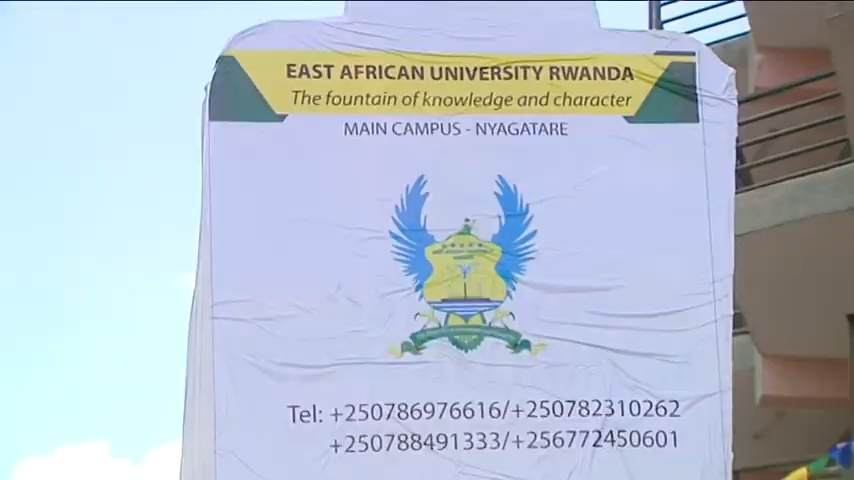 EAST AFRICAN UNIVERSITY RWANDA
The fountain of knowledge and character
MAIN CAMPUS - NYAGATARE
Tel: +250786976616/+250782310262
+250788491333/+256772450601